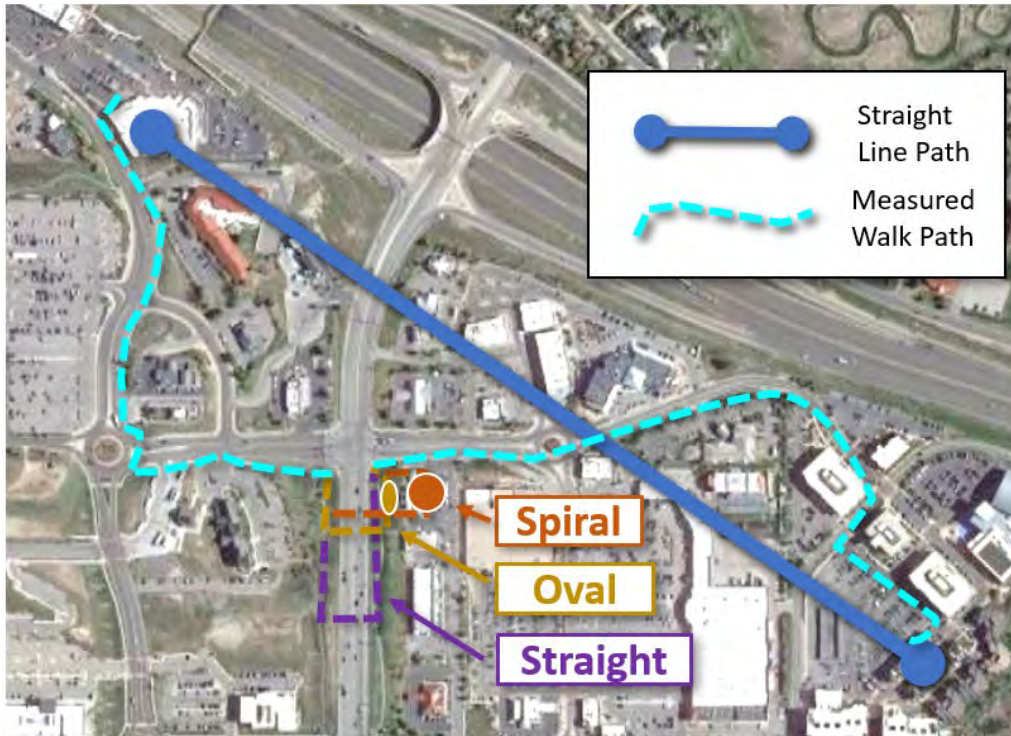 Straight
Line Path
Measured
Walk Path
Spiral
Oval
Straight